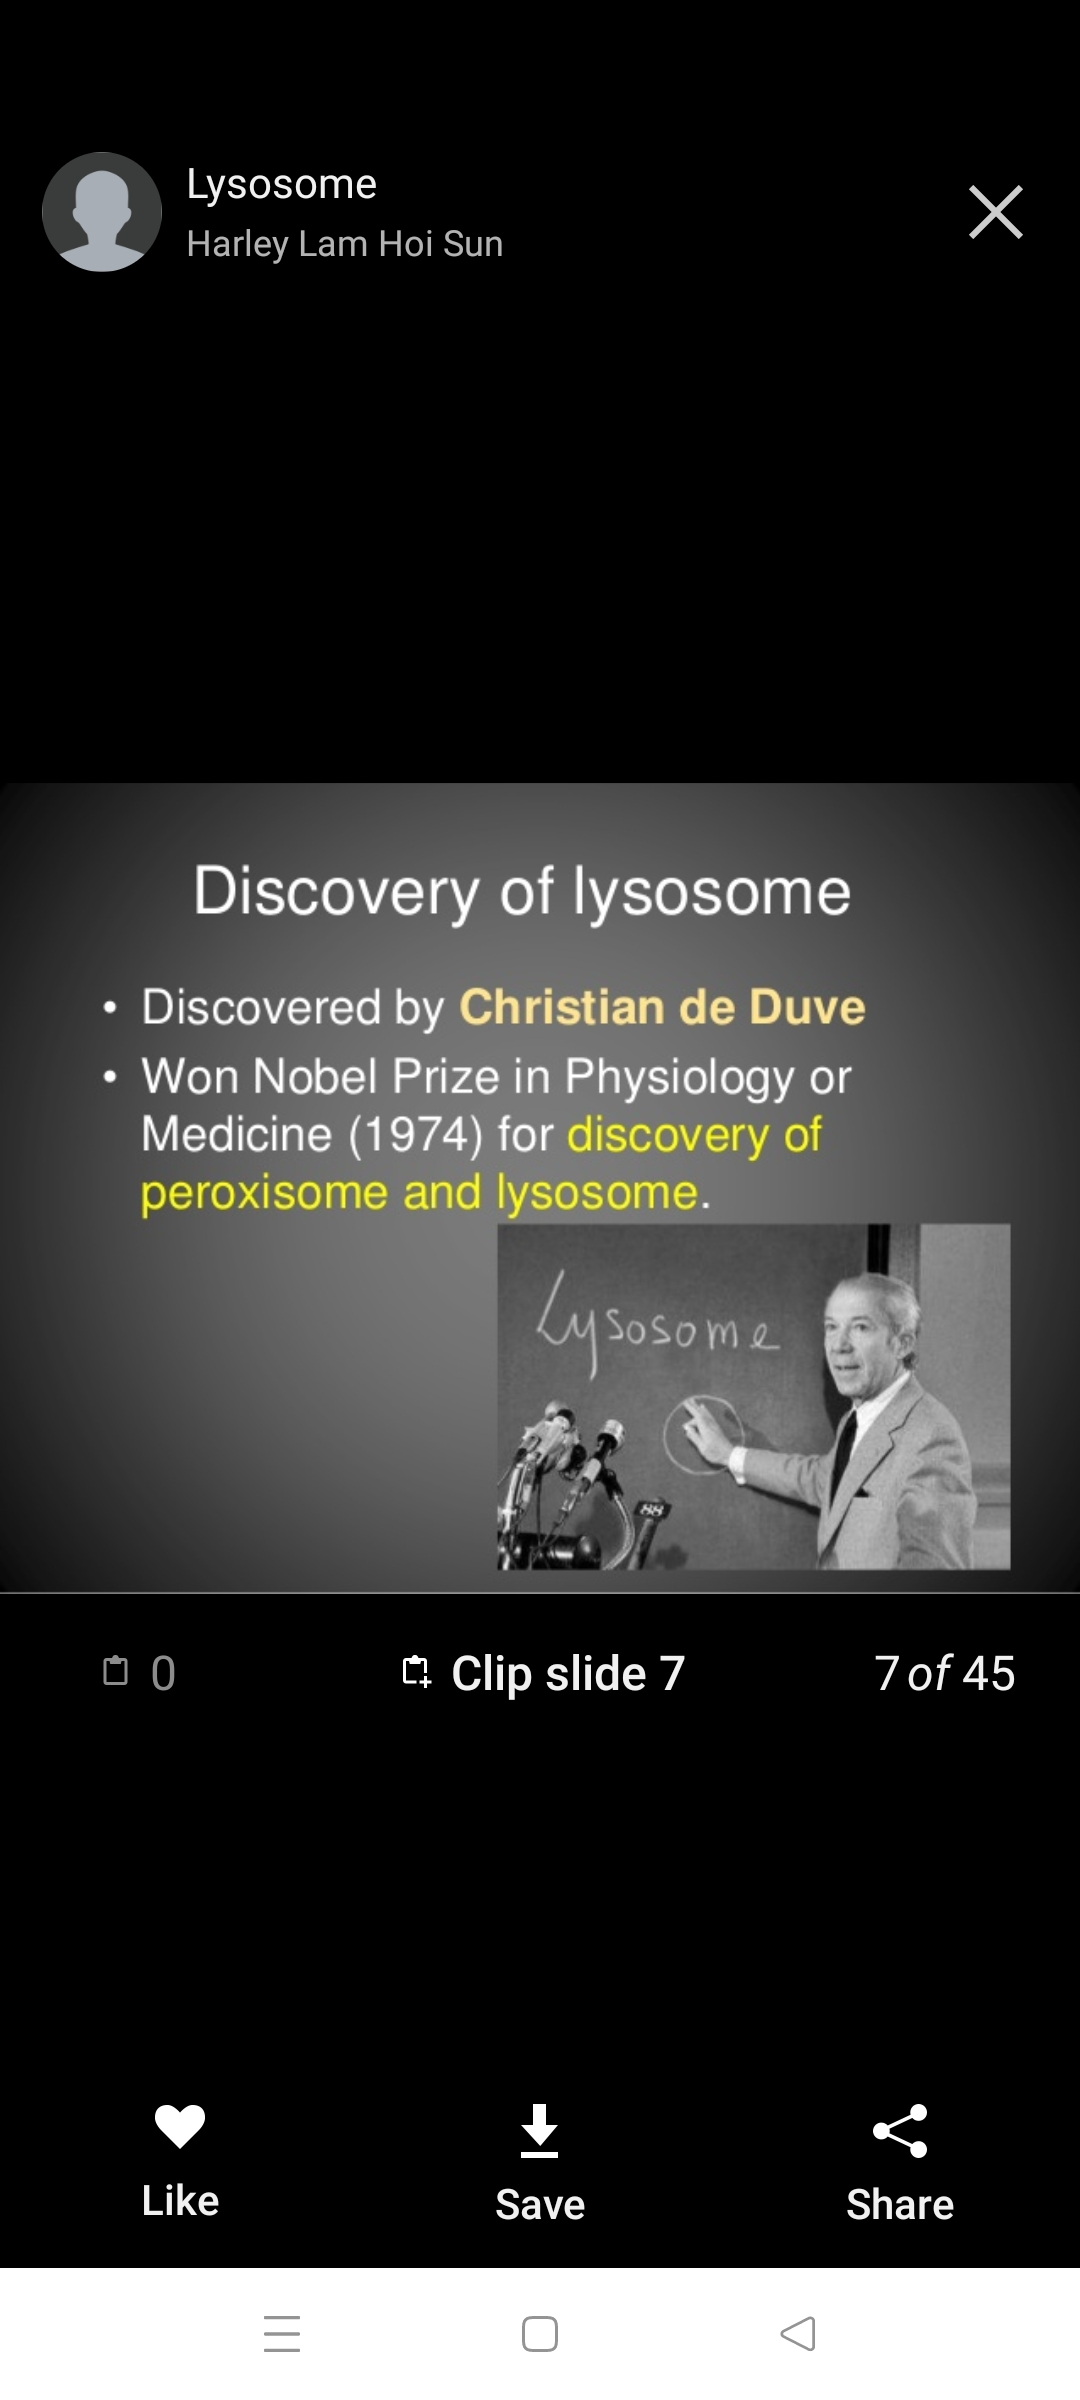 Lysosome
Harley Lam Hoi Sun
Discovery of lysosome
• Discovered by Christian de Duve
• Won Nobel Prize in Physiology or
Medicine (1974) for discovery of
peroxisome and lysosome.
Lysosome
88
0
Clip slide 7
7 of 45
Like
Save
Share